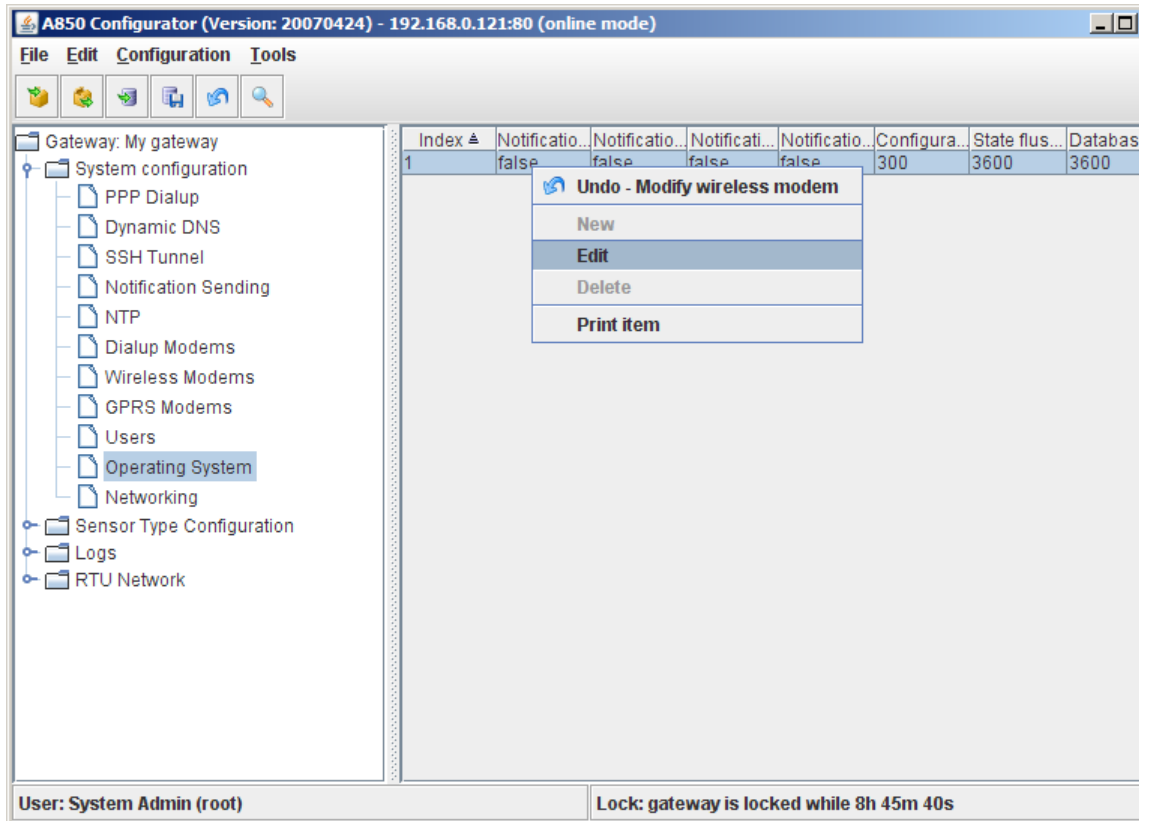 A850 Configurator (Version: 20070424) - 192.168.0.121:80 (online mode)
File Edit Configuration Tools
Gateway: My gateway
System configuration
PPP Dialup
Dynamic DNS
SSH Tunnel
Notification Sending
NTP
Dialup Modems
Wireless Modems
GPRS Modems
Users
Operating System
Networking
Sensor Type Configuration
Logs
RTU Network
Index Notificatio... Notificatio... Notificati... Notificatio... Configura... State flus... Databas
1 false false false false 300 3600 3600
Undo - Modify wireless modem
New
Edit
Delete
Print item
User: System Admin (root)
Lock: gateway is locked while 8h 45m 40s